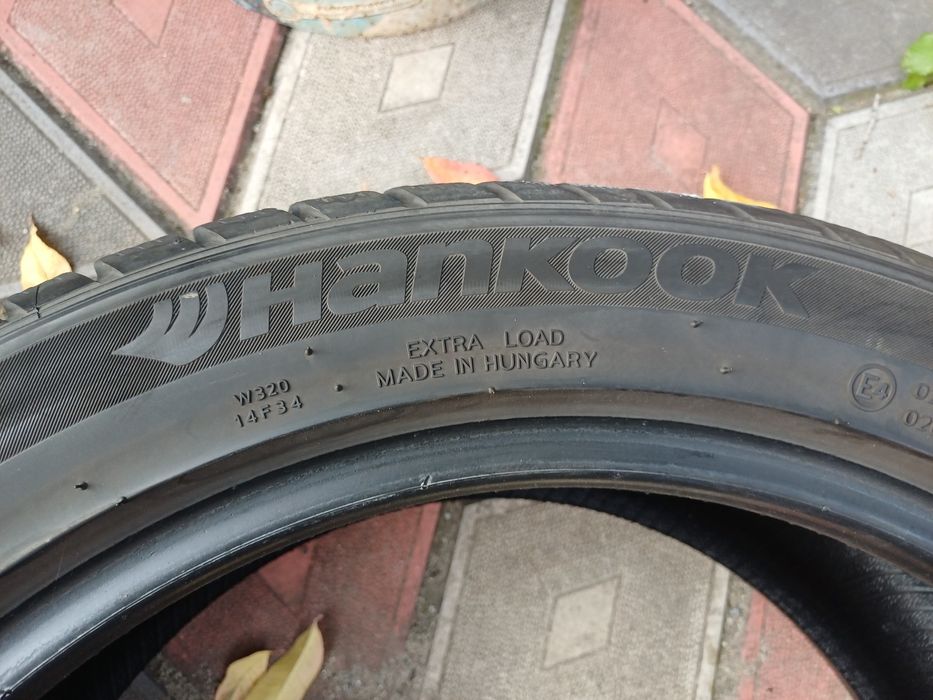 Hankook
EXTRA LOAD
MADE IN HUNGARY
W320
14F34
E4